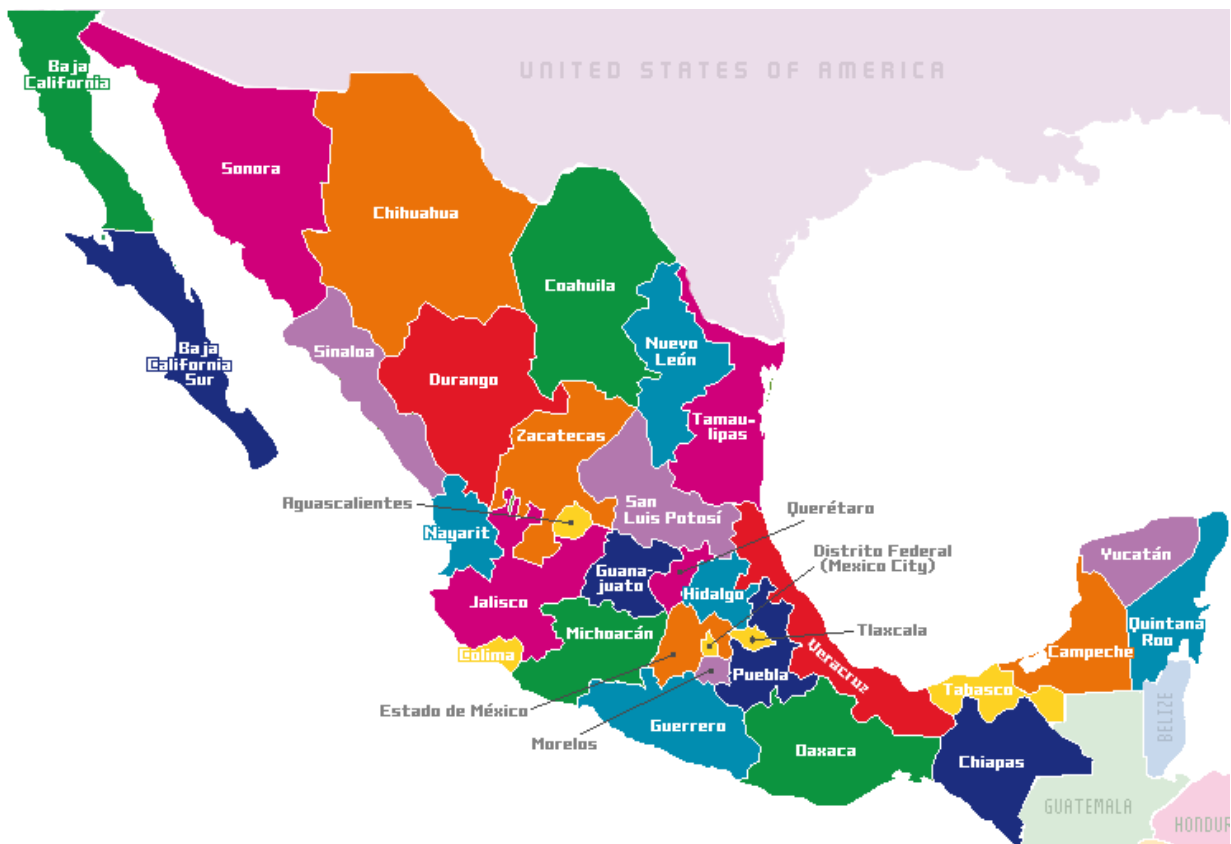 UNITED STATES OF AMERICA
Baja
California
Sonora
Chihuahua
Coahuila
Baja
California
Sur
Sinaloa
Nuevo
León
Durango
Tamau-
lipas
Zacatecas
Aguascalientes
San
Luis Potosí
Querétaro
Nayarit
Distrito Federal
(Mexico City)
Yucatán
Guana-
juato
Hidalgo
Jalisco
Michoacán
Tlaxcala
Quintana
Roo
Colima
Campeche
Veracruz
Puebla
Tabasco
Estado de México
Guerrero
Morelos
Oaxaca
Chiapas
BELIZE
GUATEMALA
HONDUR